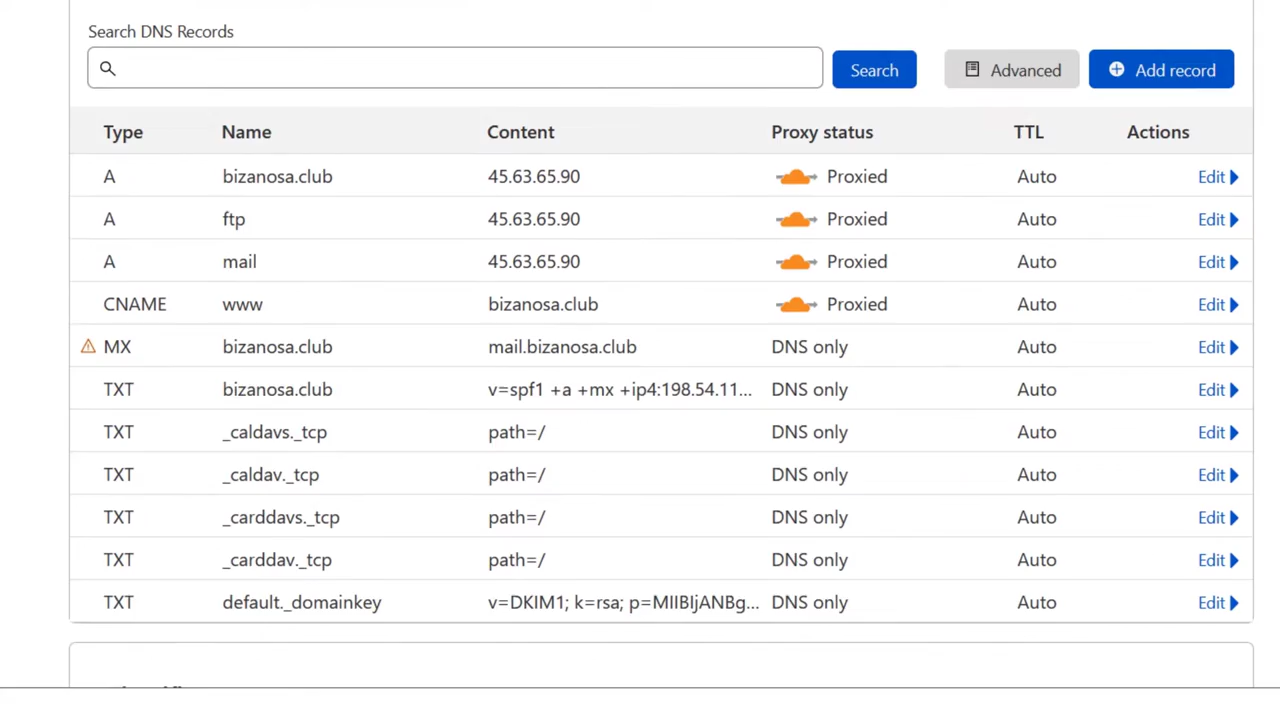 Search DNS Records
Search Advanced Add record
Type Name Content Proxy status TTL Actions
A bizanosa.club 45.63.65.90 Proxied Auto Edit
A ftp 45.63.65.90 Proxied Auto Edit
A mail 45.63.65.90 Proxied Auto Edit
CNAME www bizanosa.club Proxied Auto Edit
MX bizanosa.club mail.bizanosa.club DNS only Auto Edit
TXT bizanosa.club v=spf1 +a +mx +ip4:198.54.11... DNS only Auto Edit
TXT _caldavs._tcp path=/ DNS only Auto Edit
TXT _caldav._tcp path=/ DNS only Auto Edit
TXT _carddavs._tcp path=/ DNS only Auto Edit
TXT _carddav._tcp path=/ DNS only Auto Edit
TXT default._domainkey v=DKIM1; k=rsa; p=MIIBIjANBg... DNS only Auto Edit